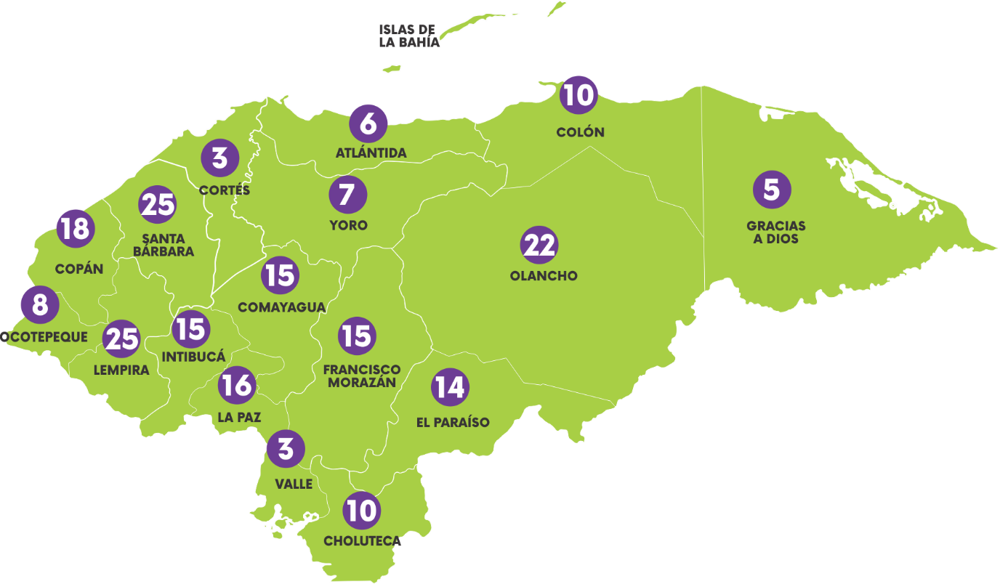 ISLAS DE
LA BAHÍA
10
COLÓN
6
ATLÁNTIDA
3
CORTÉS
5
GRACIAS
A DIOS
7
YORO
25
SANTA
BÁRBARA
18
COPÁN
22
OLANCHO
15
COMAYAGUA
8
OCOTEPEQUE
25
LEMPIRA
15
INTIBUCÁ
15
FRANCISCO
MORAZÁN
16
LA PAZ
14
EL PARAÍSO
3
VALLE
10
CHOLUTECA